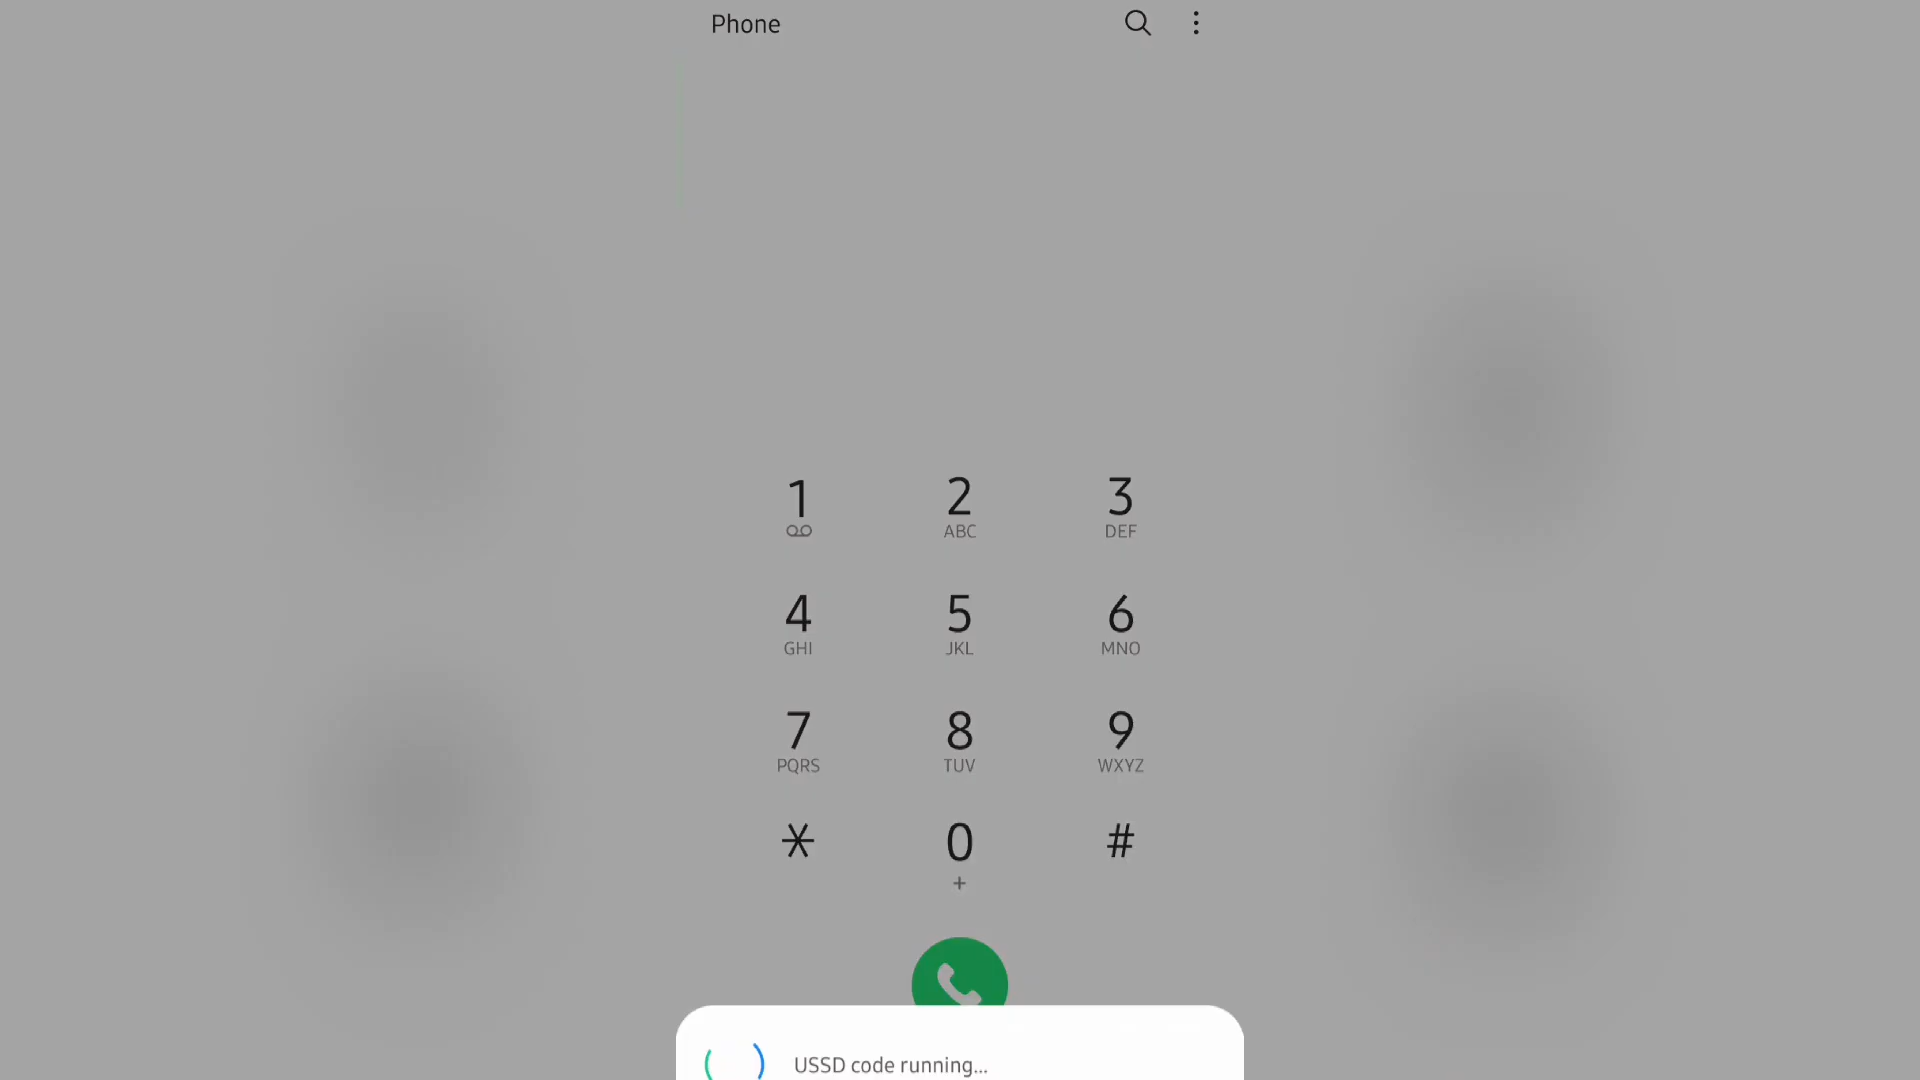 Phone
1 2 3
ABC DEF
4 5 6
GHI JKL MNO
7 8 9
PQRS TUV WXYZ
* 0 #
+
USSD code running...